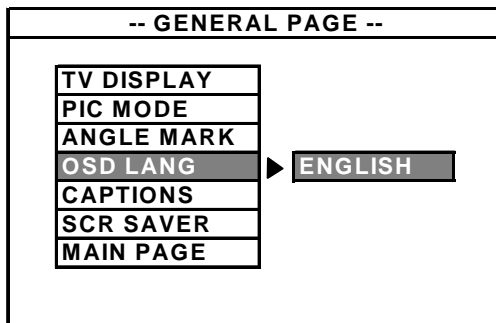 -- GENERAL PAGE --
TV DISPLAY
PIC MODE
ANGLE MARK
OSD LANG ENGLISH
CAPTIONS
SCR SAVER
MAIN PAGE